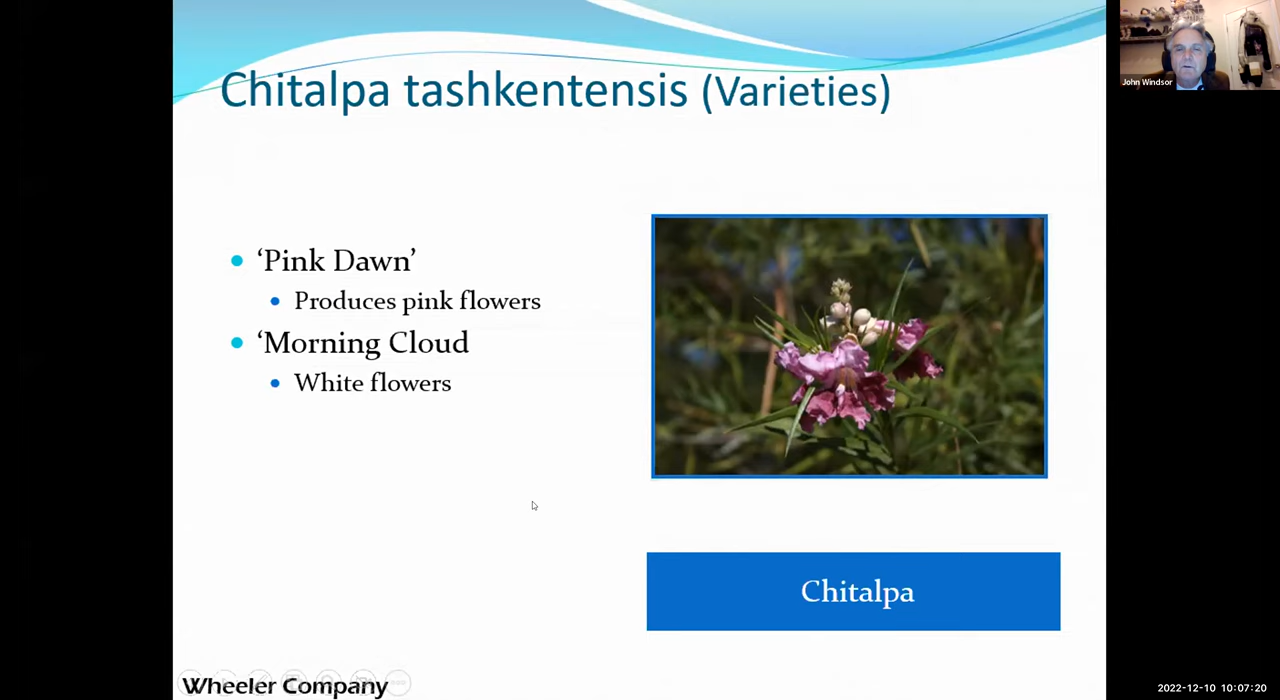 Chitalpa tashkentensis (Varieties)
John Windsor
• ‘Pink Dawn’
• Produces pink flowers
• ‘Morning Cloud
• White flowers
Chitalpa
Wheeler Company
2022-12-10 10:07:20